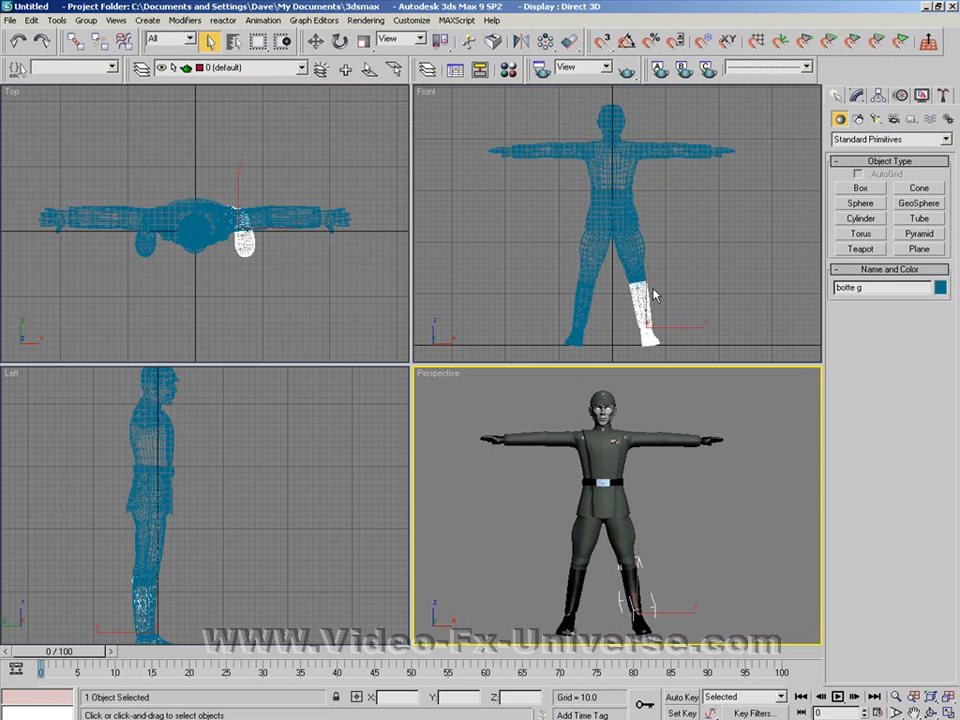 Untitled - Project Folder: C:\Documents and Settings\Dave\My Documents\3dsmax - Autodesk 3ds Max 9 SP2 - Display : Direct 3D
File Edit Tools Group Views Create Modifiers reactor Animation Graph Editors Rendering Customize MAXScript Help
All View
0 (default) View A B C
Top
Front
Left
Perspective
Standard Primitives
- Object Type
AutoGrid
Box Cone
Sphere GeoSphere
Cylinder Tube
Torus Pyramid
Teapot Plane
- Name and Color
botte g
www.Video-Fx-Universe.com
< 0 / 100 >
0 5 10 15 20 25 30 35 40 45 50 55 60 65 70 75 80 85 90 95 100
1 Object Selected X: Y: Z: Grid = 10.0 Auto Key Selected
Click or click-and-drag to select objects Add Time Tag Set Key Key Filters... 0